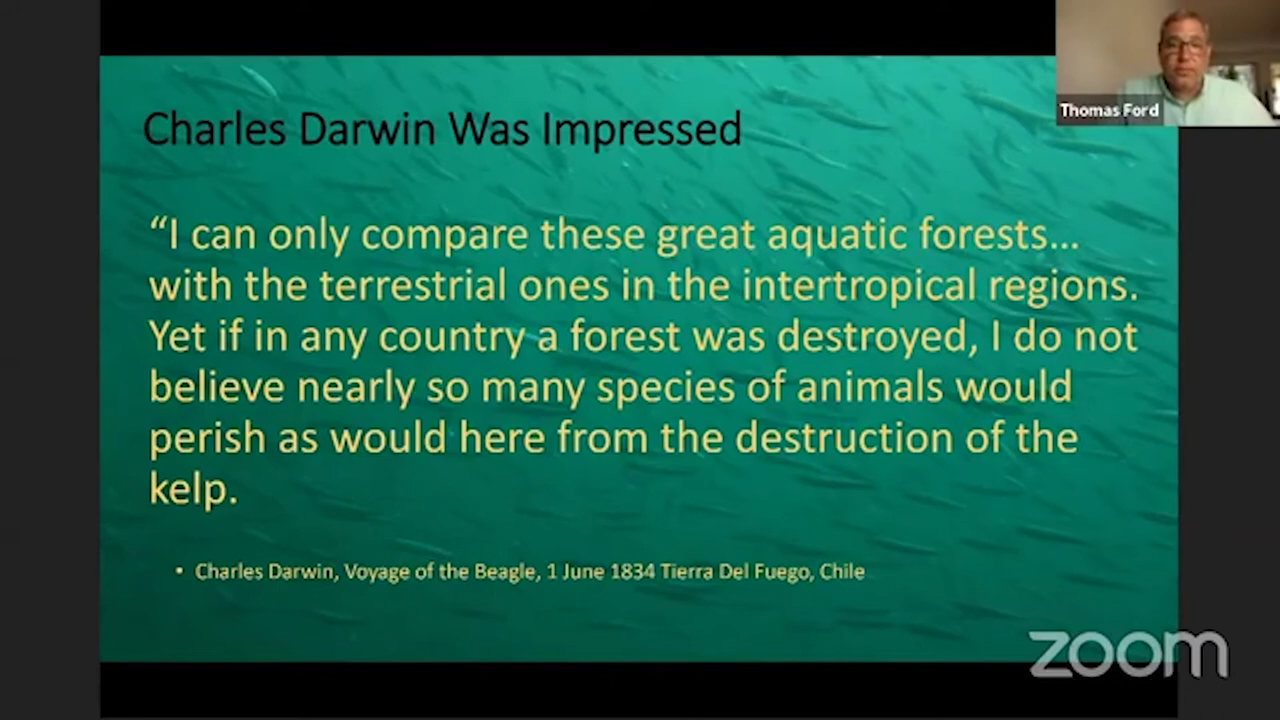 Charles Darwin Was Impressed
Thomas Ford
“I can only compare these great aquatic forests...
with the terrestrial ones in the intertropical regions.
Yet if in any country a forest was destroyed, I do not
believe nearly so many species of animals would
perish as would here from the destruction of the
kelp.
• Charles Darwin, Voyage of the Beagle, 1 June 1834 Tierra Del Fuego, Chile
zoom